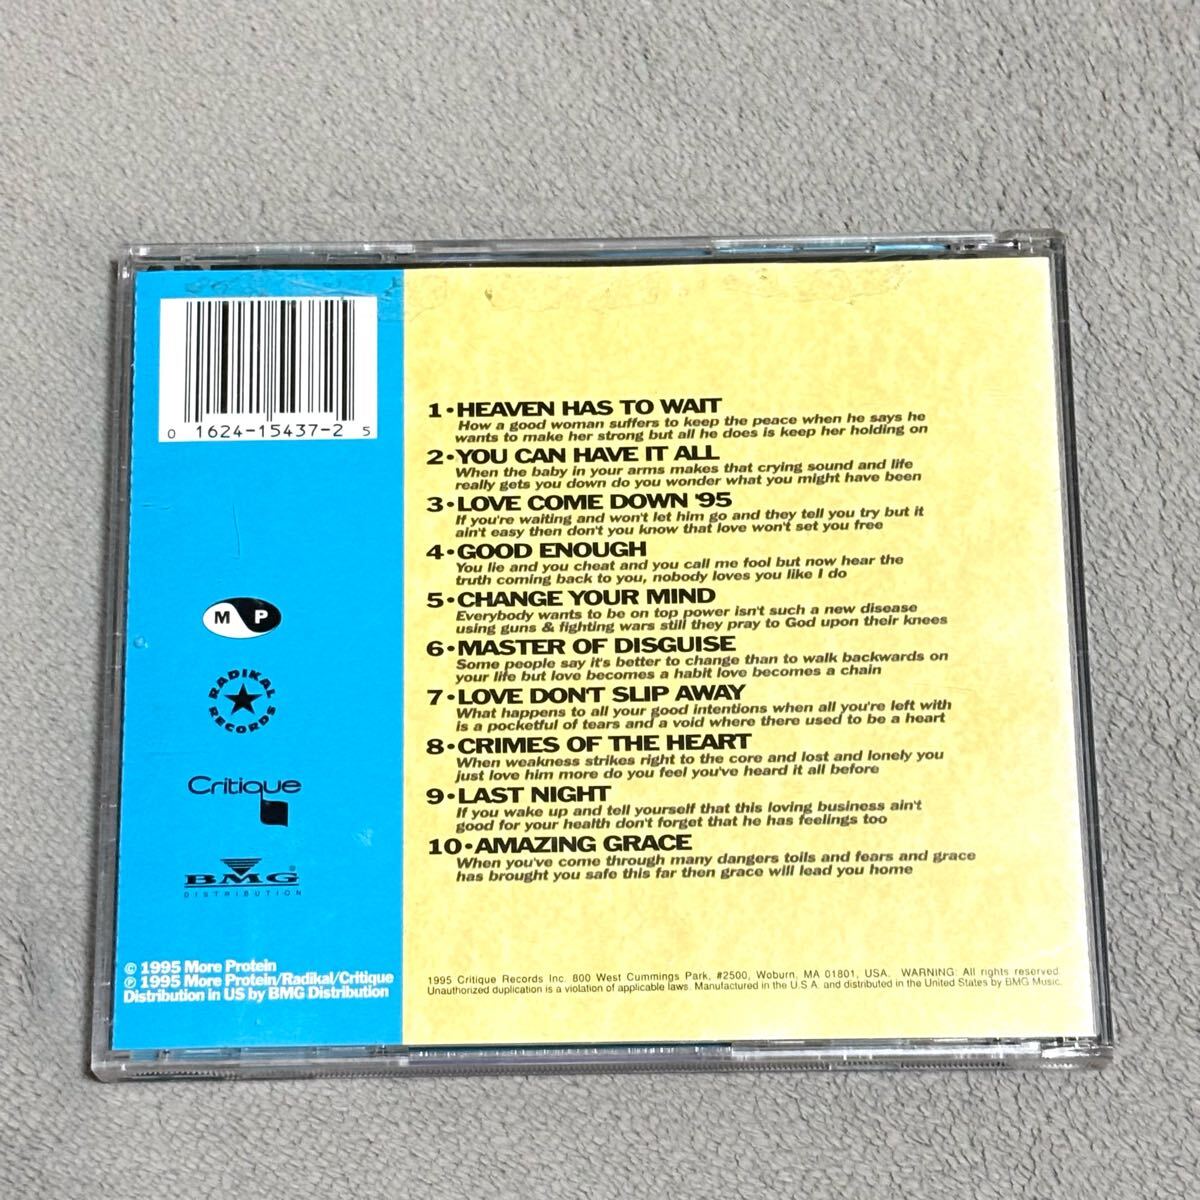 0 1624-15437-2 5
M P
RADIKAL RECORDS
Critique
BMG
®
DISTRIBUTION
© 1995 More Protein
℗ 1995 More Protein/Radikal/Critique
Distribution in US by BMG Distribution
1•HEAVEN HAS TO WAIT
How a good woman suffers to keep the peace when he says he
wants to make her strong but all he does is keep her holding on
2•YOU CAN HAVE IT ALL
When the baby in your arms makes that crying sound and life
really gets you down do you wonder what you might have been
3•LOVE COME DOWN '95
If you're waiting and won't let him go and they tell you try but it
ain't easy then don't you know that love won't set you free
4•GOOD ENOUGH
You lie and you cheat and you call me fool but now hear the
truth coming back to you, nobody loves you like I do
5•CHANGE YOUR MIND
Everybody wants to be on top power isn't such a new disease
using guns & fighting wars still they pray to God upon their knees
6•MASTER OF DISGUISE
Some people say it's better to change than to walk backwards on
your life but love becomes a habit love becomes a chain
7•LOVE DON'T SLIP AWAY
What happens to all your good intentions when all you're left with
is a pocketful of tears and a void where there used to be a heart
8•CRIMES OF THE HEART
When weakness strikes right to the core and lost and lonely you
just love him more do you feel you've heard it all before
9•LAST NIGHT
If you wake up and tell yourself that this loving business ain't
good for your health don't forget that he has feelings too
10•AMAZING GRACE
When you've come through many dangers toils and fears and grace
has brought you safe this far then grace will lead you home
1995 Critique Records Inc. 800 West Cummings Park, #2500, Woburn, MA 01801, USA. WARNING: All rights reserved.
Unauthorized duplication is a violation of applicable laws. Manufactured in the U.S.A. and distributed in the United States by BMG Music.